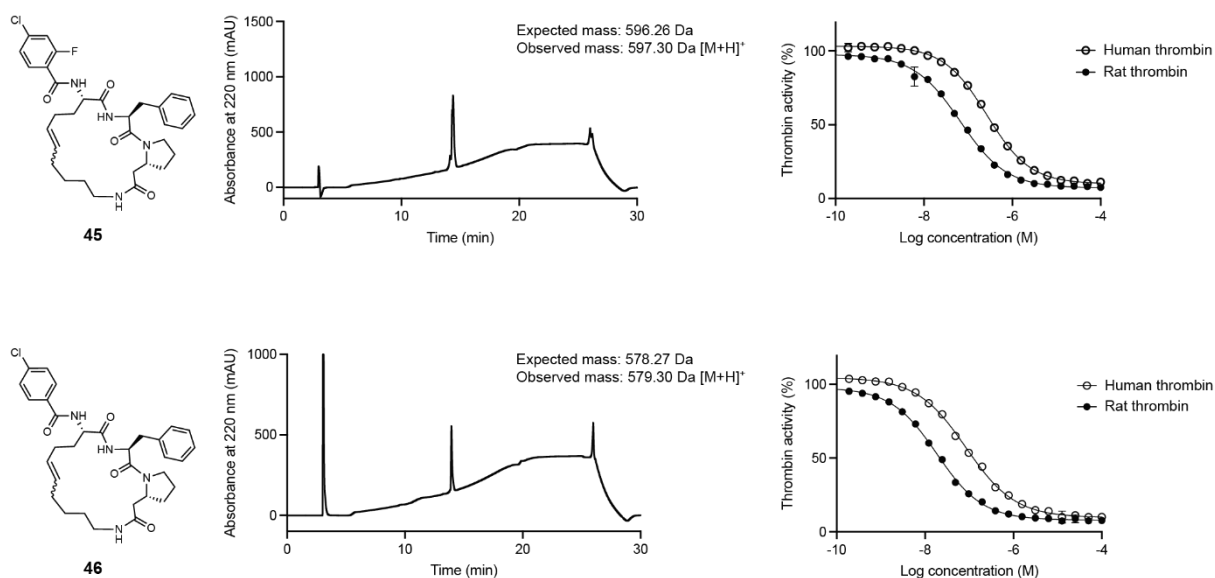 Cl
F
O
NH
O
HN
O
N
N
H
O
45
Absorbance at 220 nm (mAU)
1500
1000
500
0
0
10
20
30
Time (min)
Expected mass: 596.26 Da
Observed mass: 597.30 Da [M+H]+
Thrombin activity (%)
100
50
0
-10
-8
-6
-4
Log concentration (M)
Human thrombin
Rat thrombin
Cl
O
NH
O
HN
O
N
N
H
O
46
Absorbance at 220 nm (mAU)
1000
500
0
0
10
20
30
Time (min)
Expected mass: 578.27 Da
Observed mass: 579.30 Da [M+H]+
Thrombin activity (%)
100
50
0
-10
-8
-6
-4
Log concentration (M)
Human thrombin
Rat thrombin